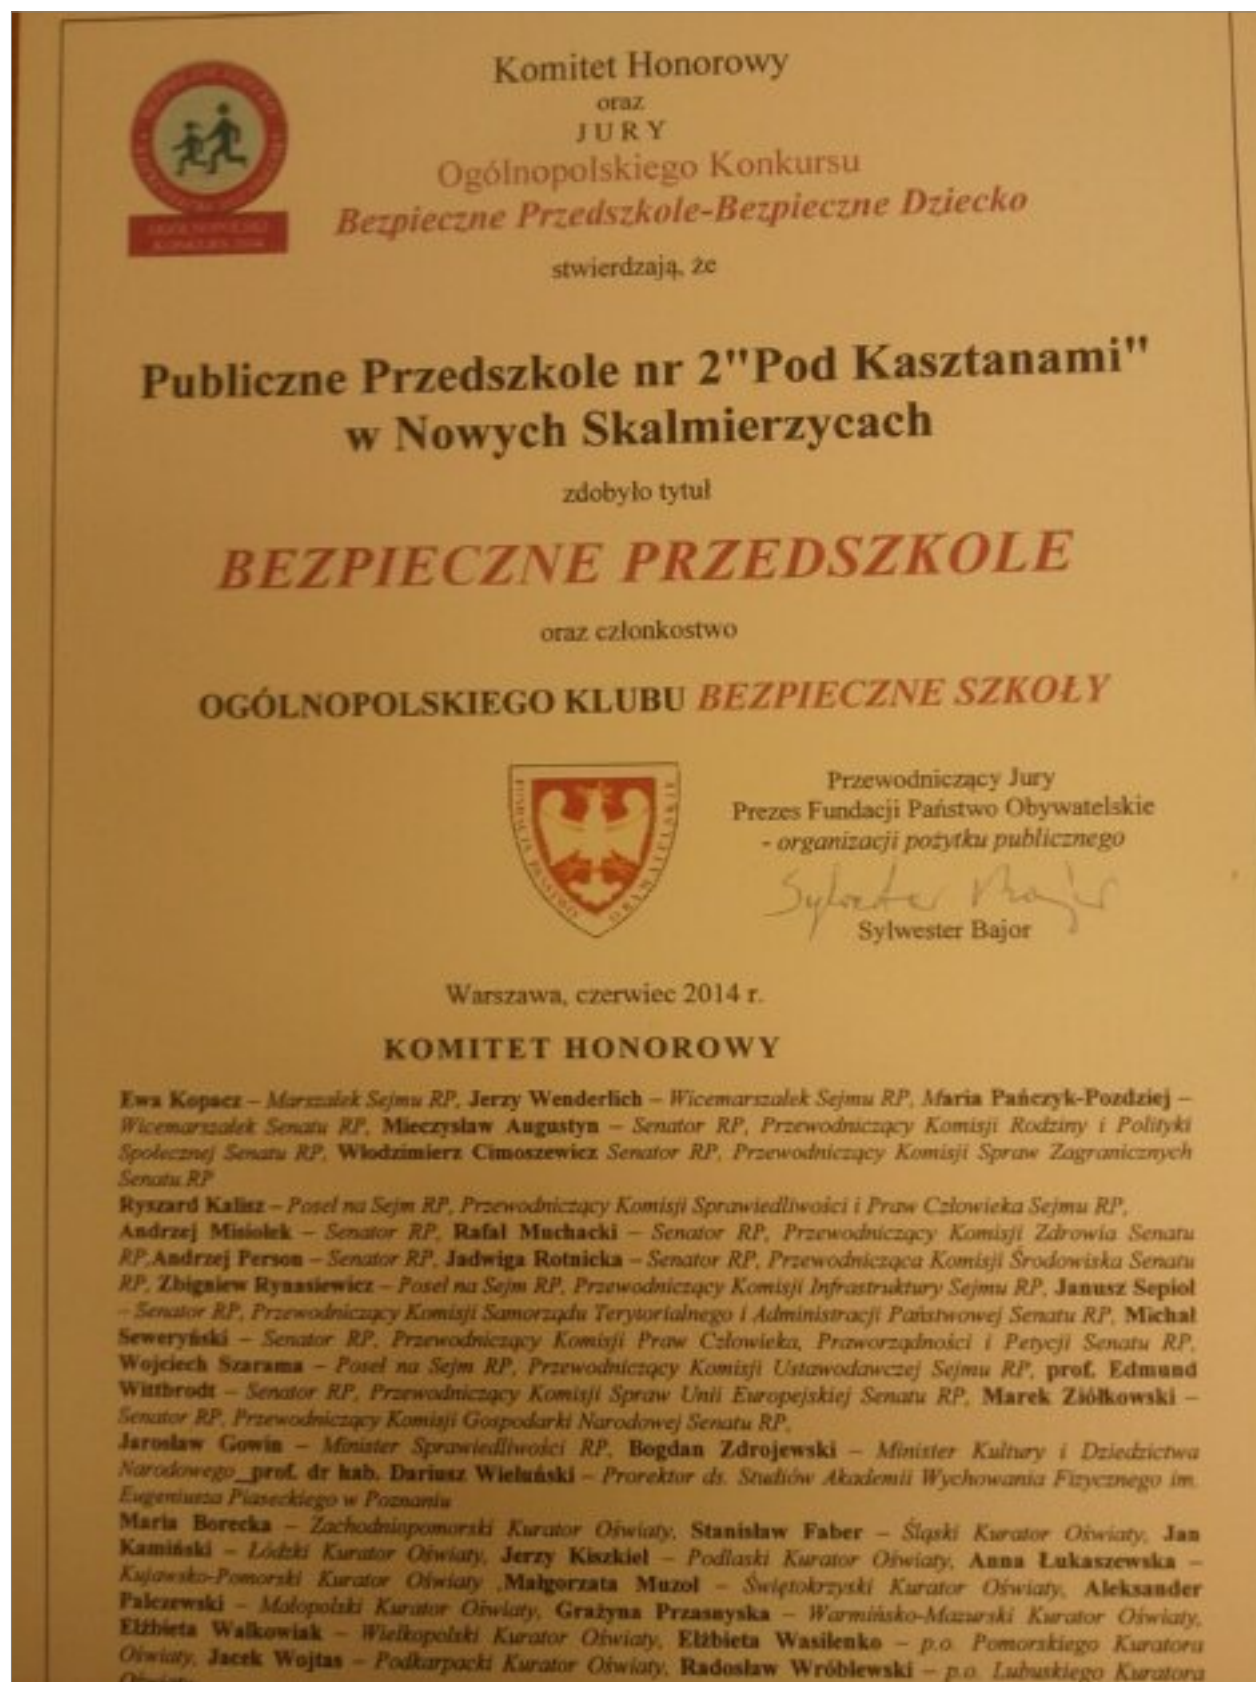 Komitet Honorowy
oraz
JURY
Ogólnopolskiego Konkursu
Bezpieczne Przedszkole-Bezpieczne Dziecko
stwierdzają, że
OGÓLNOPOLSKI
KONKURS 2014
Publiczne Przedszkole nr 2"Pod Kasztanami"
w Nowych Skalmierzycach
zdobyło tytuł
BEZPIECZNE PRZEDSZKOLE
oraz członkostwo
OGÓLNOPOLSKIEGO KLUBU BEZPIECZNE SZKOŁY
FUNDACJA PAŃSTWO OBYWATELSKIE
Przewodniczący Jury
Prezes Fundacji Państwo Obywatelskie
- organizacji pożytku publicznego
Sylwester Bajor
Sylwester Bajor
Warszawa, czerwiec 2014 r.
KOMITET HONOROWY
Ewa Kopacz – Marszałek Sejmu RP, Jerzy Wenderlich – Wicemarszałek Sejmu RP, Maria Pańczyk-Pozdziej –
Wicemarszałek Senatu RP, Mieczysław Augustyn – Senator RP, Przewodniczący Komisji Rodziny i Polityki
Społecznej Senatu RP, Włodzimierz Cimoszewicz Senator RP, Przewodniczący Komisji Spraw Zagranicznych
Senatu RP
Ryszard Kalisz – Poseł na Sejm RP, Przewodniczący Komisji Sprawiedliwości i Praw Człowieka Sejmu RP,
Andrzej Misiołek – Senator RP, Rafał Muchacki – Senator RP, Przewodniczący Komisji Zdrowia Senatu
RP,Andrzej Person – Senator RP, Jadwiga Rotnicka – Senator RP, Przewodnicząca Komisji Środowiska Senatu
RP, Zbigniew Rynasiewicz – Poseł na Sejm RP, Przewodniczący Komisji Infrastruktury Sejmu RP, Janusz Sepioł
– Senator RP, Przewodniczący Komisji Samorządu Terytorialnego i Administracji Państwowej Senatu RP, Michał
Seweryński – Senator RP, Przewodniczący Komisji Praw Człowieka, Praworządności i Petycji Senatu RP,
Wojciech Szarama – Poseł na Sejm RP, Przewodniczący Komisji Ustawodawczej Sejmu RP, prof. Edmund
Wittbrodt – Senator RP, Przewodniczący Komisji Spraw Unii Europejskiej Senatu RP, Marek Ziółkowski –
Senator RP, Przewodniczący Komisji Gospodarki Narodowej Senatu RP,
Jarosław Gowin – Minister Sprawiedliwości RP, Bogdan Zdrojewski – Minister Kultury i Dziedzictwa
Narodowego_prof. dr hab. Dariusz Wieluński – Prorektor ds. Studiów Akademii Wychowania Fizycznego im.
Eugeniusza Piaseckiego w Poznaniu
Maria Borecka – Zachodniopomorski Kurator Oświaty, Stanisław Faber – Śląski Kurator Oświaty, Jan
Kamiński – Łódzki Kurator Oświaty, Jerzy Kiszkiel – Podlaski Kurator Oświaty, Anna Łukaszewska –
Kujawsko-Pomorski Kurator Oświaty ,Małgorzata Muzoł – Świętokrzyski Kurator Oświaty, Aleksander
Palczewski – Małopolski Kurator Oświaty, Grażyna Przasnyska – Warmińsko-Mazurski Kurator Oświaty,
Elżbieta Walkowiak – Wielkopolski Kurator Oświaty, Elżbieta Wasilenko – p.o. Pomorskiego Kuratora
Oświaty, Jacek Wojtas – Podkarpacki Kurator Oświaty, Radosław Wróblewski – p.o. Lubuskiego Kuratora